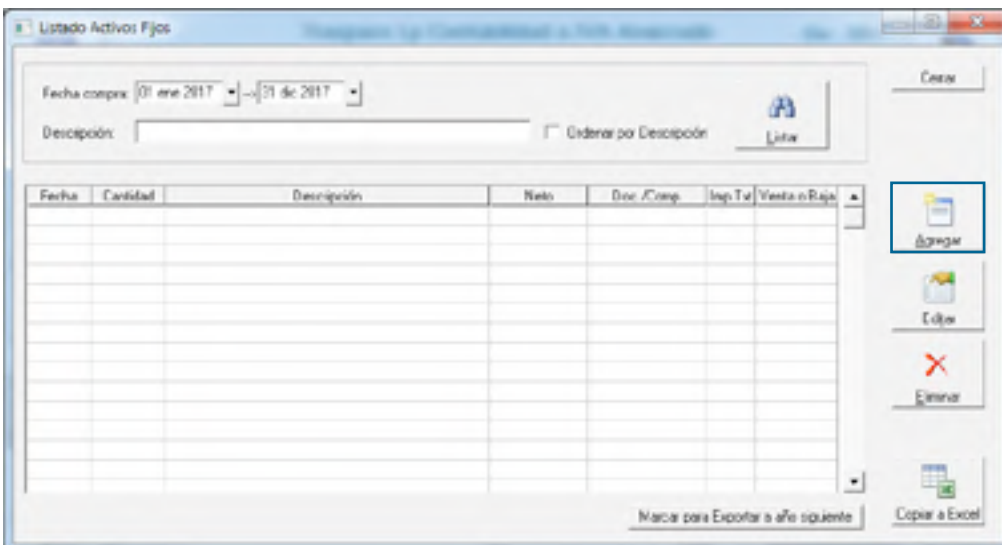 Listado Activos Fijos
Cerrar
Fecha compra: 01 ene 2017 --> 31 dic 2017
Descripción:
Ordenar por Descripción
Listar
Fecha Cantidad Descripción Neto Doc./Comp. Imp.Txt Venta o Baja
Agregar
Editar
Eliminar
Marcar para Exportar a año siguiente
Copiar a Excel